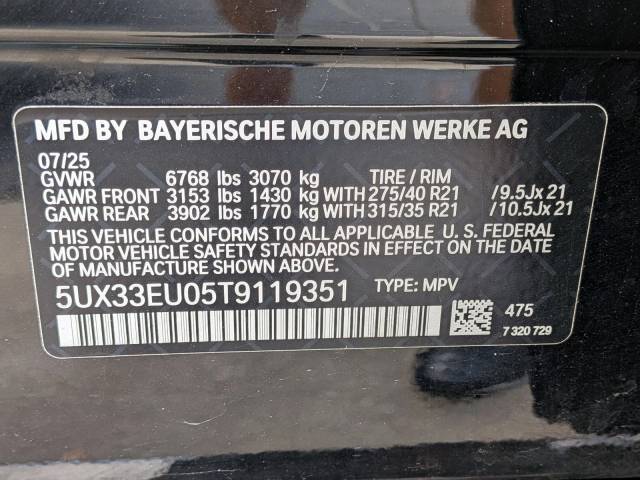 MFD BY BAYERISCHE MOTOREN WERKE AG
07/25
GVWR 6768 lbs 3070 kg TIRE / RIM
GAWR FRONT 3153 lbs 1430 kg WITH 275/40 R21 /9.5Jx 21
GAWR REAR 3902 lbs 1770 kg WITH 315/35 R21 /10.5Jx 21
THIS VEHICLE CONFORMS TO ALL APPLICABLE U. S. FEDERAL
MOTOR VEHICLE SAFETY STANDARDS IN EFFECT ON THE DATE
OF MANUFACTURE SHOWN ABOVE.
5UX33EU05T9119351 TYPE: MPV
475
7 320 729